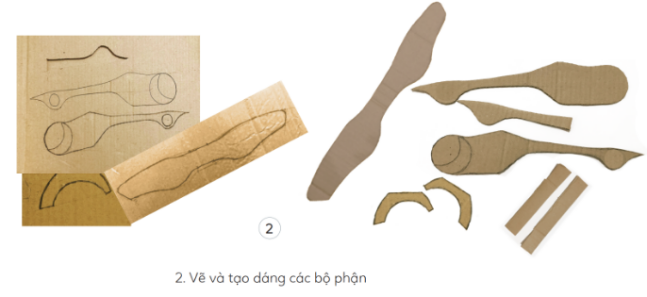 2
2. Vẽ và tạo dáng các bộ phận